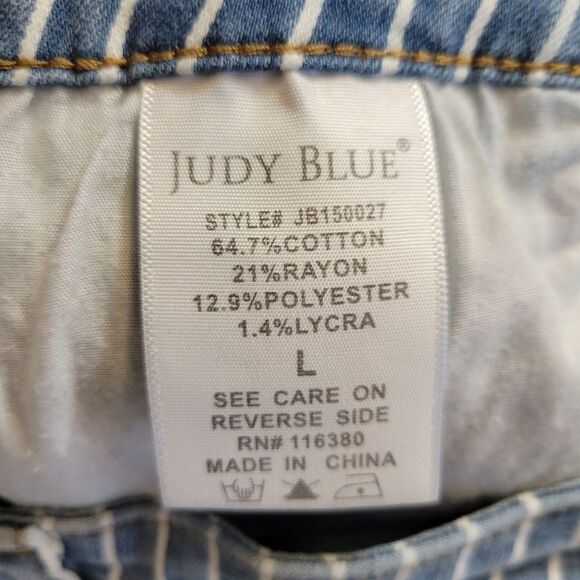 JUDY BLUE®
STYLE# JB150027
64.7%COTTON
21%RAYON
12.9%POLYESTER
1.4%LYCRA
L
SEE CARE ON
REVERSE SIDE
RN# 116380
MADE IN CHINA